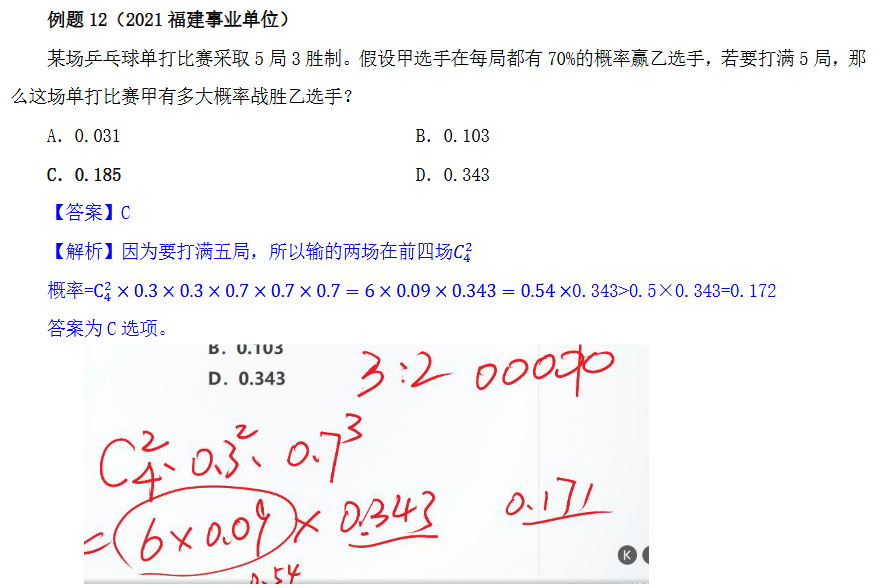 例题 12（2021 福建事业单位）
某场乒乓球单打比赛采取 5 局 3 胜制。假设甲选手在每局都有 70%的概率赢乙选手，若要打满 5 局，那
么这场单打比赛甲有多大概率战胜乙选手？
A. 0.031 B. 0.103
C. 0.185 D. 0.343
【答案】C
【解析】因为要打满五局，所以输的两场在前四场C₄²
概率=C₄² × 0.3 × 0.3 × 0.7 × 0.7 × 0.7 = 6 × 0.09 × 0.343 = 0.54 ×0.343>0.5×0.343=0.172
答案为 C 选项。
B. 0.103
D. 0.343
3:2
C₄²、0.3²、0.7³
= 6×0.09 × 0.343
0.171
0.54
K